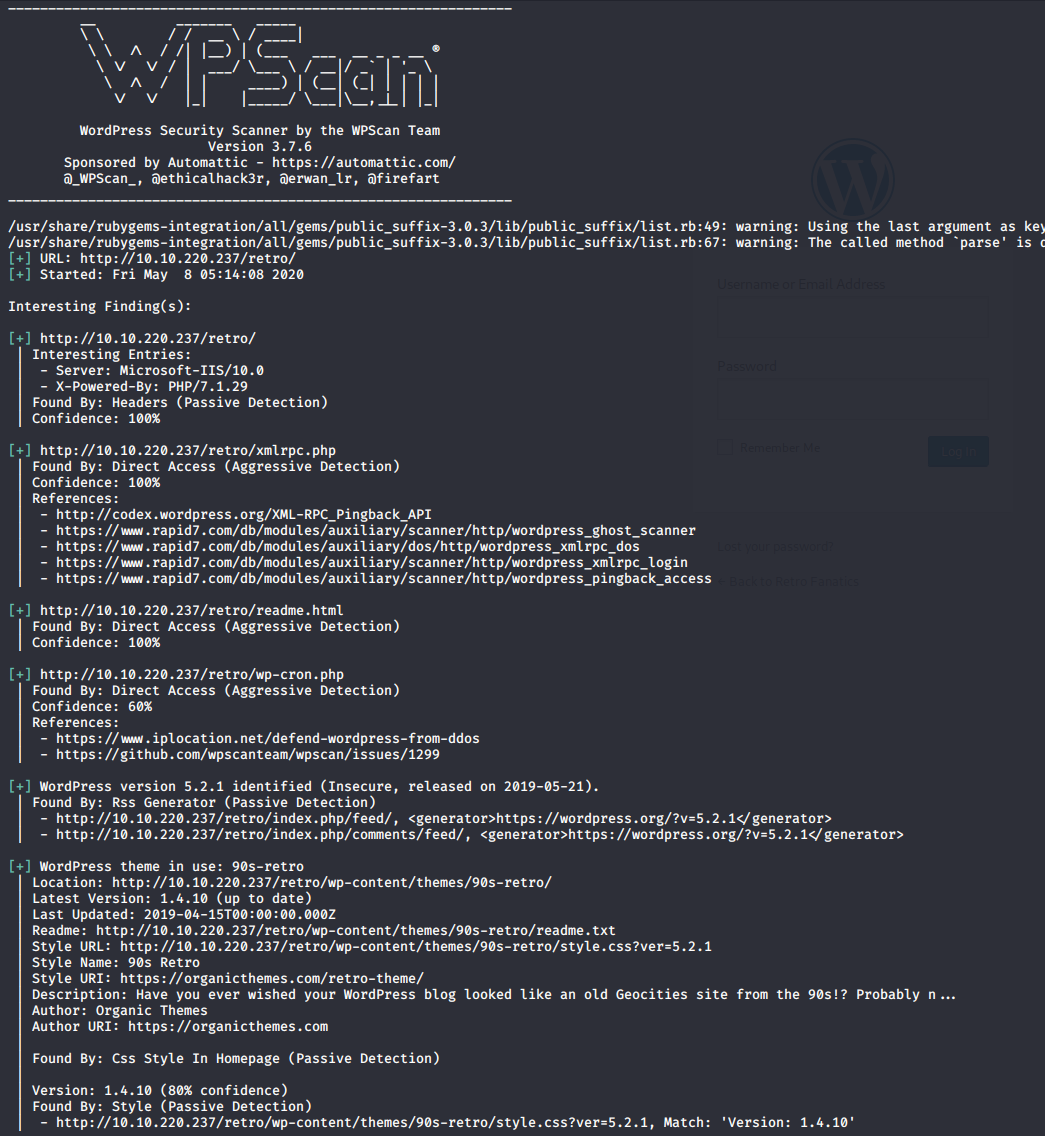 WPScan ®
WordPress Security Scanner by the WPScan Team
Version 3.7.6
Sponsored by Automattic - https://automattic.com/
@_WPScan_, @ethicalhack3r, @erwan_lr, @firefart
/usr/share/rubygems-integration/all/gems/public_suffix-3.0.3/lib/public_suffix/list.rb:49: warning: Using the last argument as key
/usr/share/rubygems-integration/all/gems/public_suffix-3.0.3/lib/public_suffix/list.rb:67: warning: The called method `parse' is
[+] URL: http://10.10.220.237/retro/
[+] Started: Fri May  8 05:14:08 2020
Interesting Finding(s):
[+] http://10.10.220.237/retro/
| Interesting Entries:
|  - Server: Microsoft-IIS/10.0
|  - X-Powered-By: PHP/7.1.29
| Found By: Headers (Passive Detection)
| Confidence: 100%
[+] http://10.10.220.237/retro/xmlrpc.php
| Found By: Direct Access (Aggressive Detection)
| Confidence: 100%
| References:
|  - http://codex.wordpress.org/XML-RPC_Pingback_API
|  - https://www.rapid7.com/db/modules/auxiliary/scanner/http/wordpress_ghost_scanner
|  - https://www.rapid7.com/db/modules/auxiliary/dos/http/wordpress_xmlrpc_dos
|  - https://www.rapid7.com/db/modules/auxiliary/scanner/http/wordpress_xmlrpc_login
|  - https://www.rapid7.com/db/modules/auxiliary/scanner/http/wordpress_pingback_access
[+] http://10.10.220.237/retro/readme.html
| Found By: Direct Access (Aggressive Detection)
| Confidence: 100%
[+] http://10.10.220.237/retro/wp-cron.php
| Found By: Direct Access (Aggressive Detection)
| Confidence: 60%
| References:
|  - https://www.iplocation.net/defend-wordpress-from-ddos
|  - https://github.com/wpscanteam/wpscan/issues/1299
[+] WordPress version 5.2.1 identified (Insecure, released on 2019-05-21).
| Found By: Rss Generator (Passive Detection)
|  - http://10.10.220.237/retro/index.php/feed/, <generator>https://wordpress.org/?v=5.2.1</generator>
|  - http://10.10.220.237/retro/index.php/comments/feed/, <generator>https://wordpress.org/?v=5.2.1</generator>
[+] WordPress theme in use: 90s-retro
| Location: http://10.10.220.237/retro/wp-content/themes/90s-retro/
| Latest Version: 1.4.10 (up to date)
| Last Updated: 2019-04-15T00:00:00.000Z
| Readme: http://10.10.220.237/retro/wp-content/themes/90s-retro/readme.txt
| Style URL: http://10.10.220.237/retro/wp-content/themes/90s-retro/style.css?ver=5.2.1
| Style Name: 90s Retro
| Style URI: https://organicthemes.com/retro-theme/
| Description: Have you ever wished your WordPress blog looked like an old Geocities site from the 90s!? Probably n...
| Author: Organic Themes
| Author URI: https://organicthemes.com
| Found By: Css Style In Homepage (Passive Detection)
| Version: 1.4.10 (80% confidence)
| Found By: Style (Passive Detection)
|  - http://10.10.220.237/retro/wp-content/themes/90s-retro/style.css?ver=5.2.1, Match: 'Version: 1.4.10'
Username or Email Address
Password
Remember Me
Log In
Lost your password?
← Back to Retro Fanatics